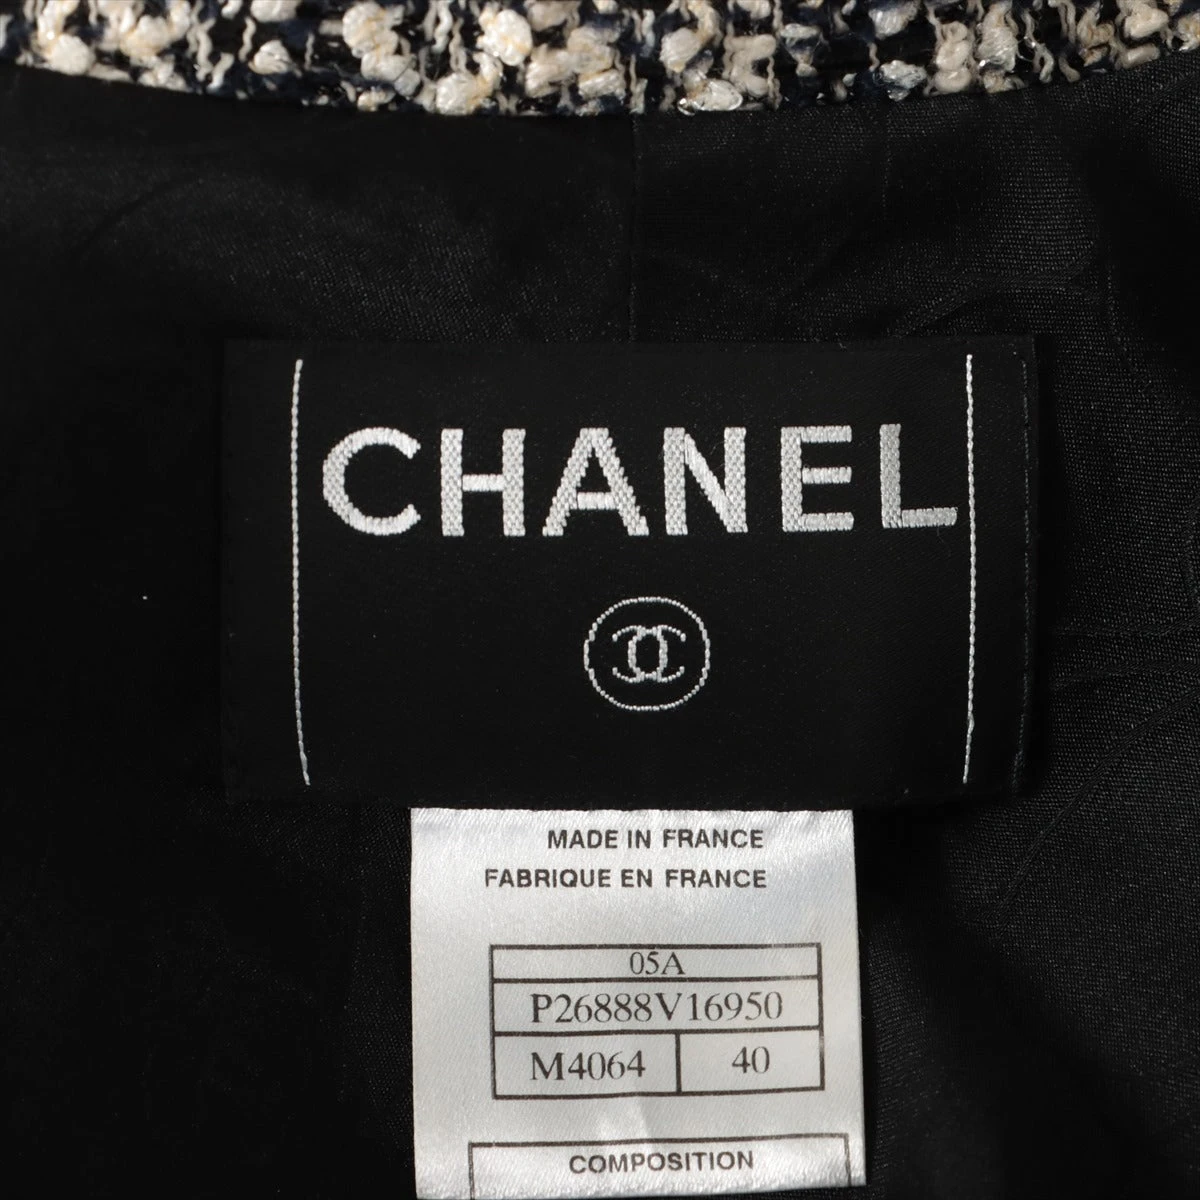 CHANEL
MADE IN FRANCE
FABRIQUE EN FRANCE
05A
P26888V16950
M4064 40
COMPOSITION